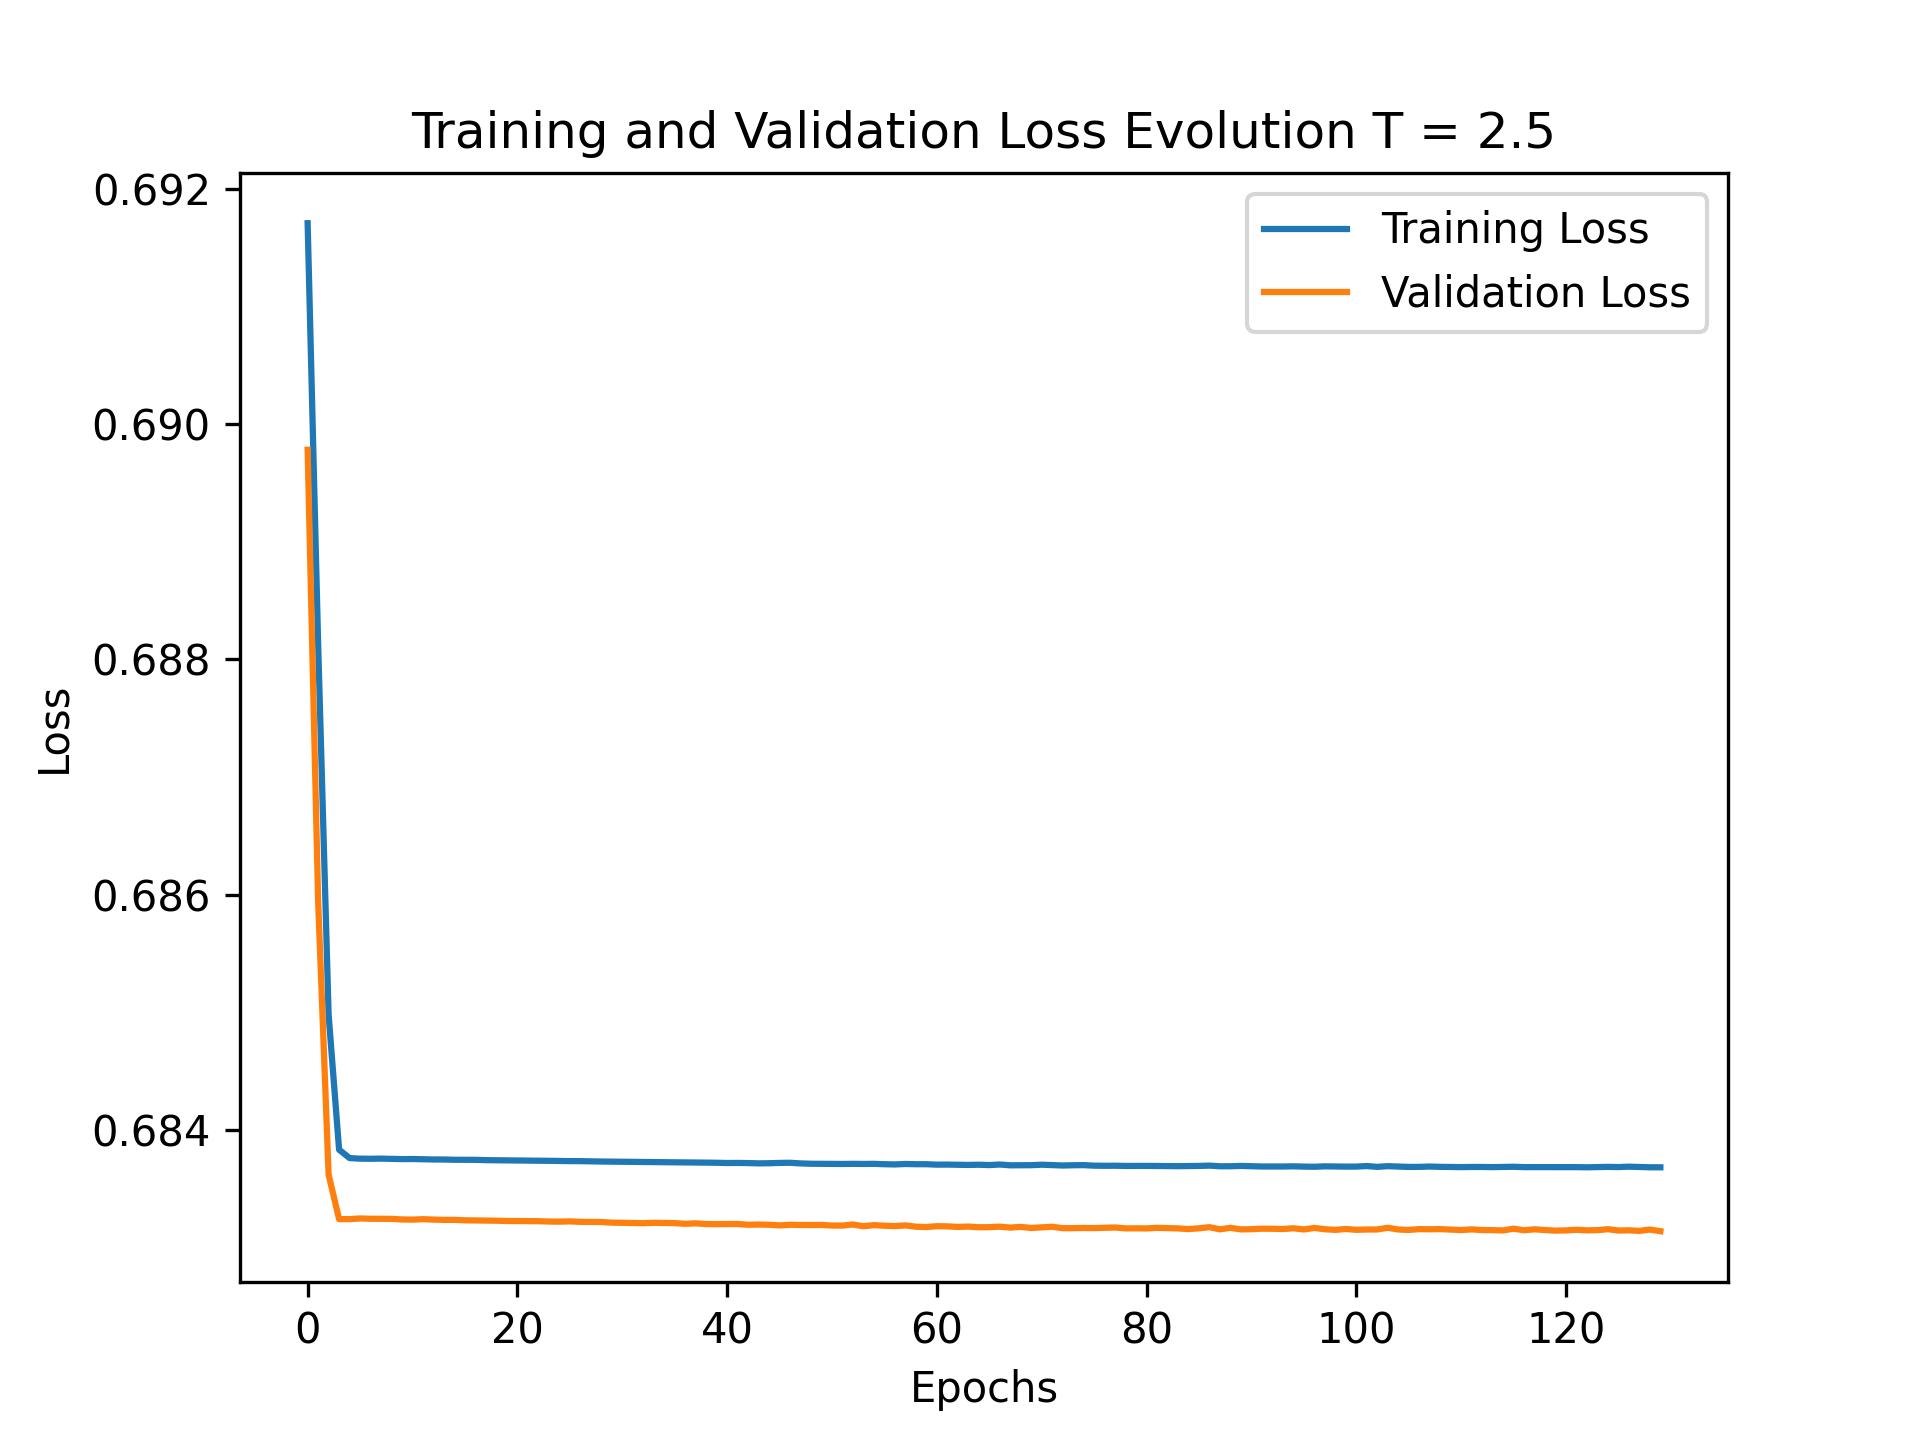 Training and Validation Loss Evolution T = 2.5
Training Loss
Validation Loss
0.692
0.690
0.688
0.686
0.684
Loss
0
20
40
60
80
100
120
Epochs